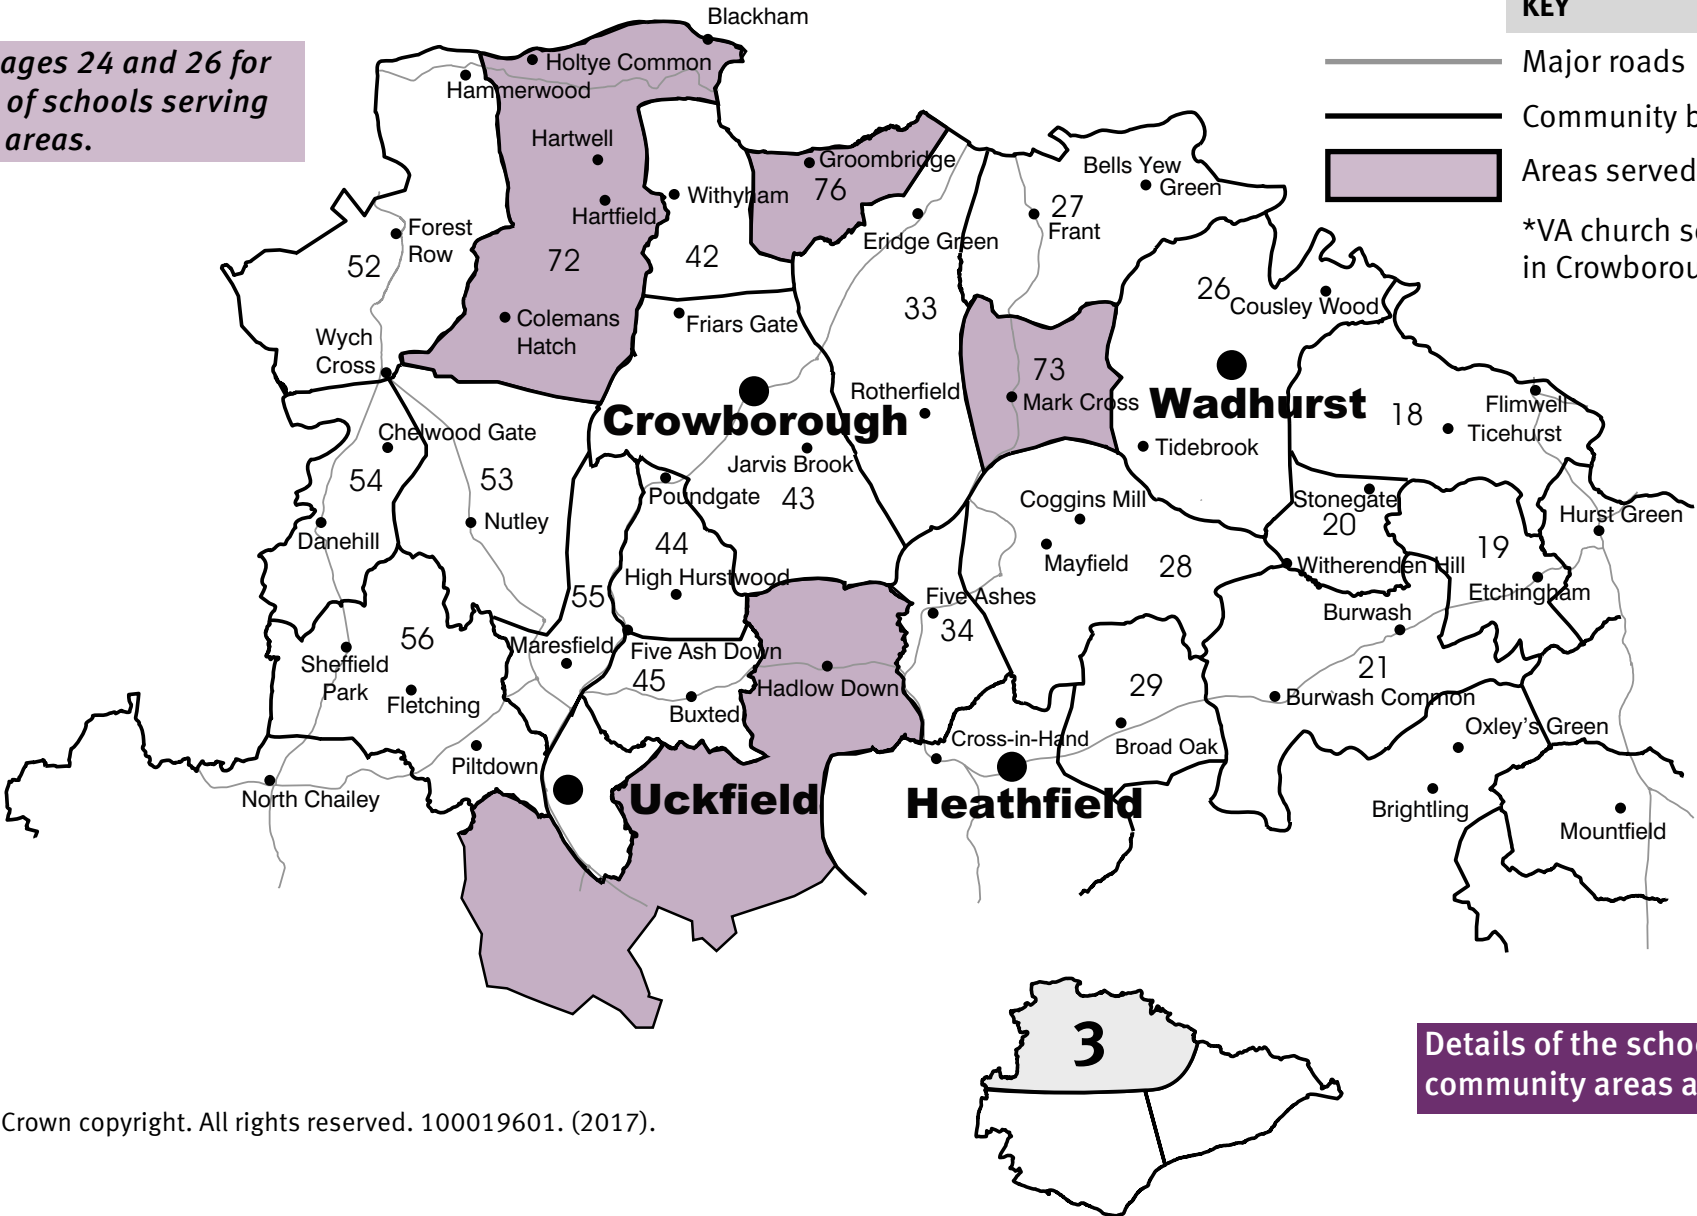 ages 24 and 26 for
of schools serving
areas.
KEY
Major roads
Community b
Areas served
*VA church s
in Crowborou
Blackham
Holtye Common
Hammerwood
Hartwell
Groombridge
76
Bells Yew
Green
Withyham
Hartfield
27
Frant
Forest
Row
Eridge Green
52
72
42
26
Cousley Wood
33
Colemans
Hatch
Friars Gate
Wych
Cross
73
Mark Cross
Rotherfield
Wadhurst
Crowborough
18
Flimwell
Ticehurst
Chelwood Gate
Tidebrook
Jarvis Brook
54
53
Poundgate
43
Coggins Mill
Stonegate
20
Hurst Green
Nutley
Danehill
44
19
Mayfield
28
Witherenden Hill
High Hurstwood
55
Five Ashes
34
Etchingham
Burwash
56
Maresfield
Five Ash Down
Sheffield
Park
45
21
Hadlow Down
29
Burwash Common
Fletching
Buxted
Oxley's Green
Cross-in-Hand
Broad Oak
Piltdown
North Chailey
Uckfield
Heathfield
Brightling
Mountfield
3
Details of the schoo
community areas a
Crown copyright. All rights reserved. 100019601. (2017).